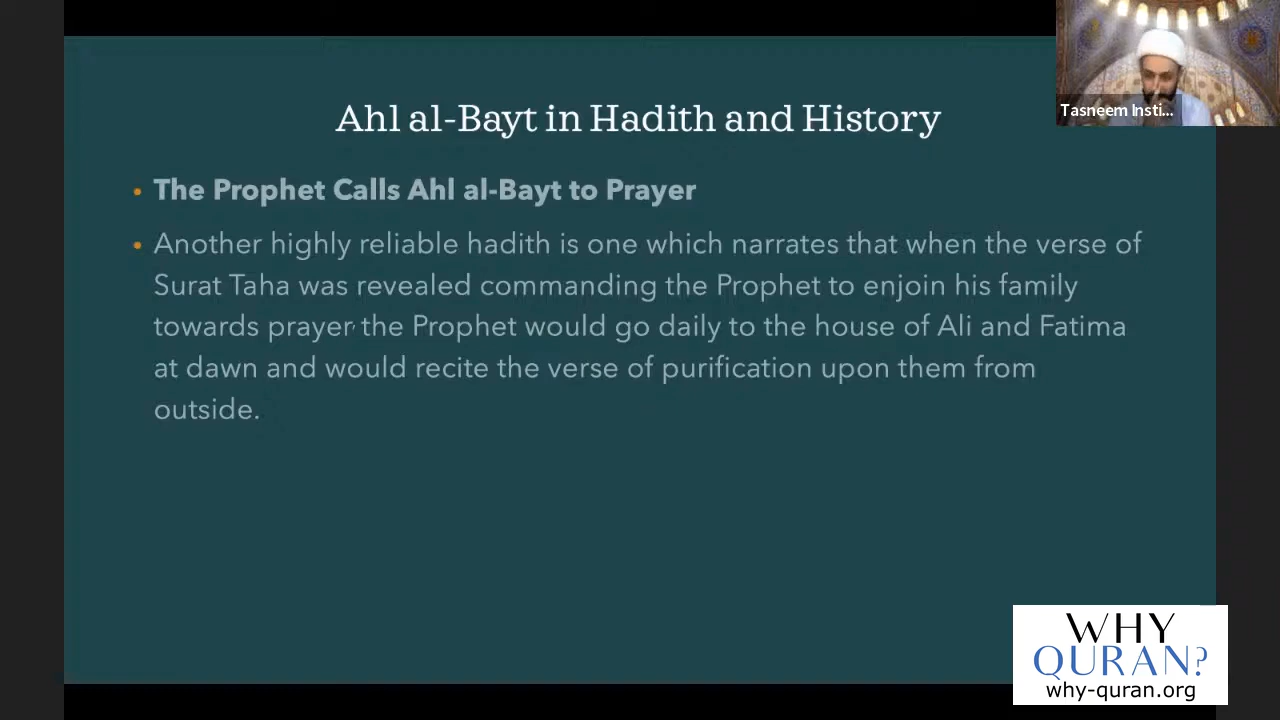 Ahl al-Bayt in Hadith and History
Tasneem Insti...
• The Prophet Calls Ahl al-Bayt to Prayer
• Another highly reliable hadith is one which narrates that when the verse of
Surat Taha was revealed commanding the Prophet to enjoin his family
towards prayer, the Prophet would go daily to the house of Ali and Fatima
at dawn and would recite the verse of purification upon them from
outside.
WHY
QURAN?
why-quran.org